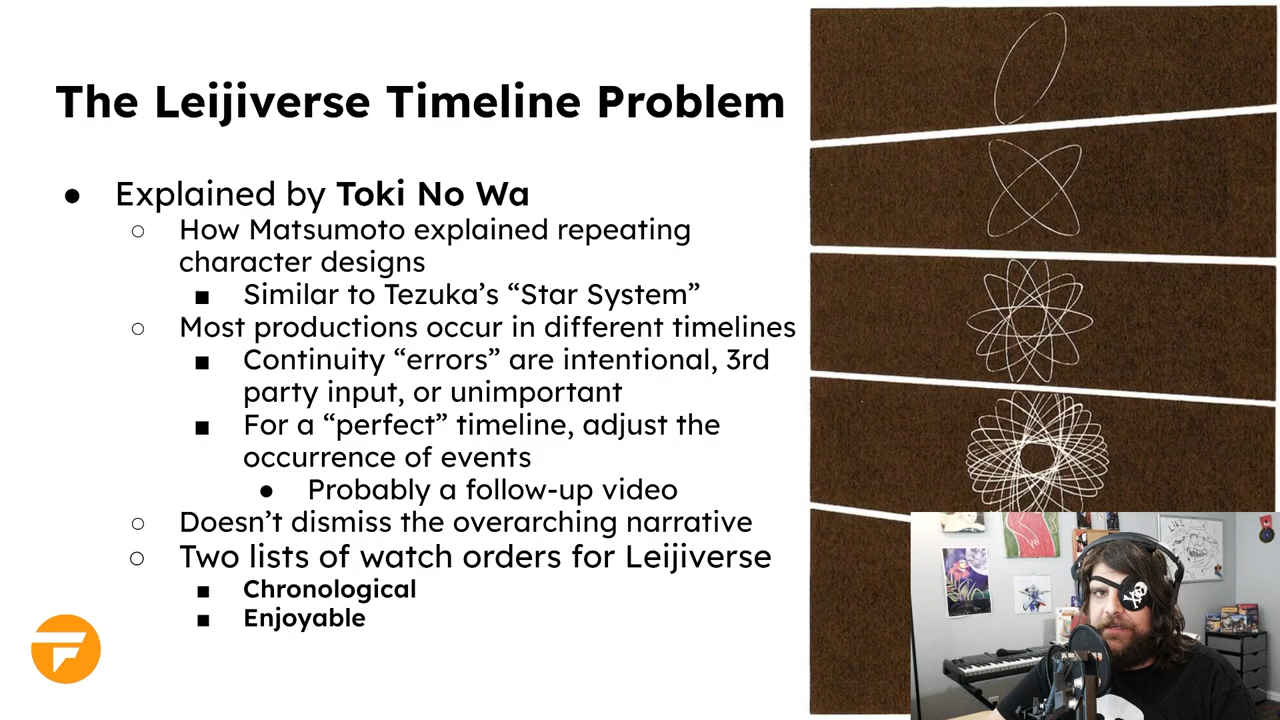 The Leijiverse Timeline Problem
● Explained by Toki No Wa
○ How Matsumoto explained repeating
character designs
■ Similar to Tezuka’s “Star System”
○ Most productions occur in different timelines
■ Continuity “errors” are intentional, 3rd
party input, or unimportant
■ For a “perfect” timeline, adjust the
occurrence of events
● Probably a follow-up video
○ Doesn’t dismiss the overarching narrative
○ Two lists of watch orders for Leijiverse
■ Chronological
■ Enjoyable
LIKE